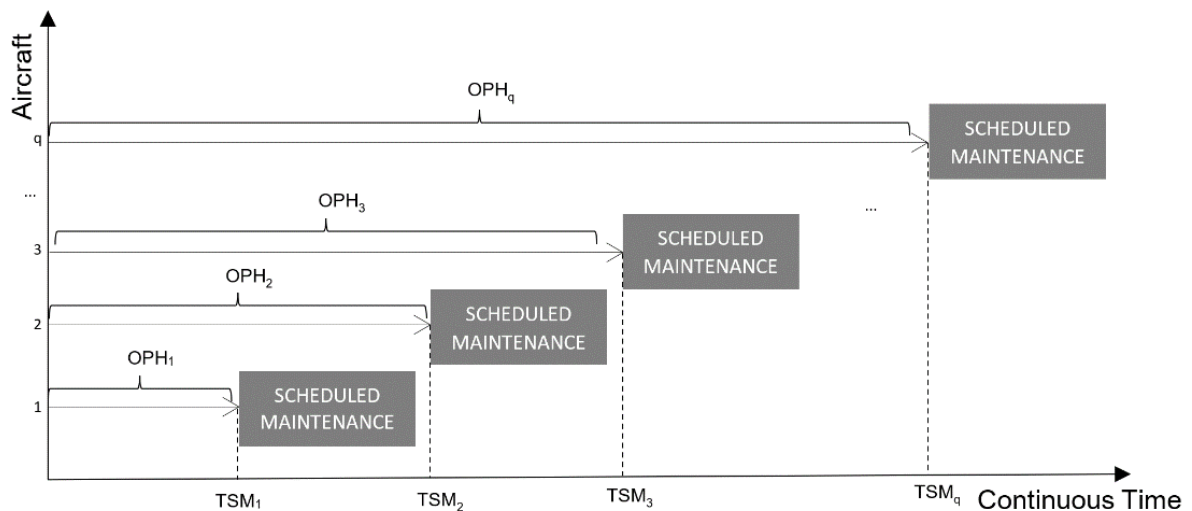 Aircraft
OPHq
q
SCHEDULED
MAINTENANCE
...
...
OPH3
3
SCHEDULED
MAINTENANCE
OPH2
2
SCHEDULED
MAINTENANCE
OPH1
1
SCHEDULED
MAINTENANCE
TSM1 TSM2 TSM3 TSMq
Continuous Time